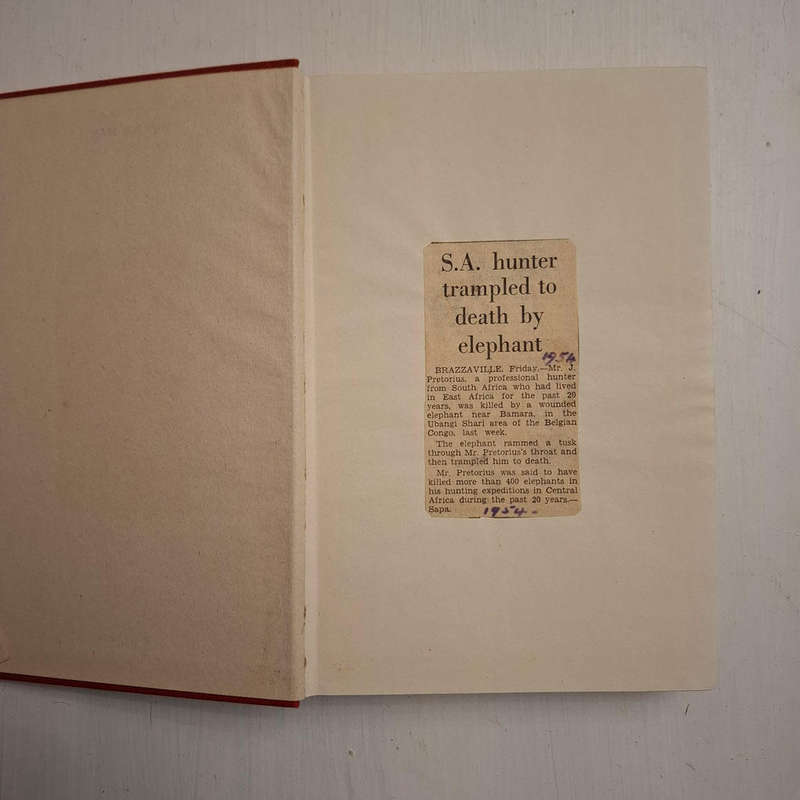 S.A. hunter
trampled to
death by
elephant
1954
BRAZZAVILLE, Friday.—Mr. J.
Pretorius, a professional hunter
from South Africa who had lived
in East Africa for the past 20
years, was killed by a wounded
elephant near Bamara, in the
Ubangi Shari area of the Belgian
Congo, last week.
The elephant rammed a tusk
through Mr. Pretorius's throat and
then trampled him to death.
Mr. Pretorius was said to have
killed more than 400 elephants in
his hunting expeditions in Central
Africa during the past 20 years.—
Sapa.
1954-